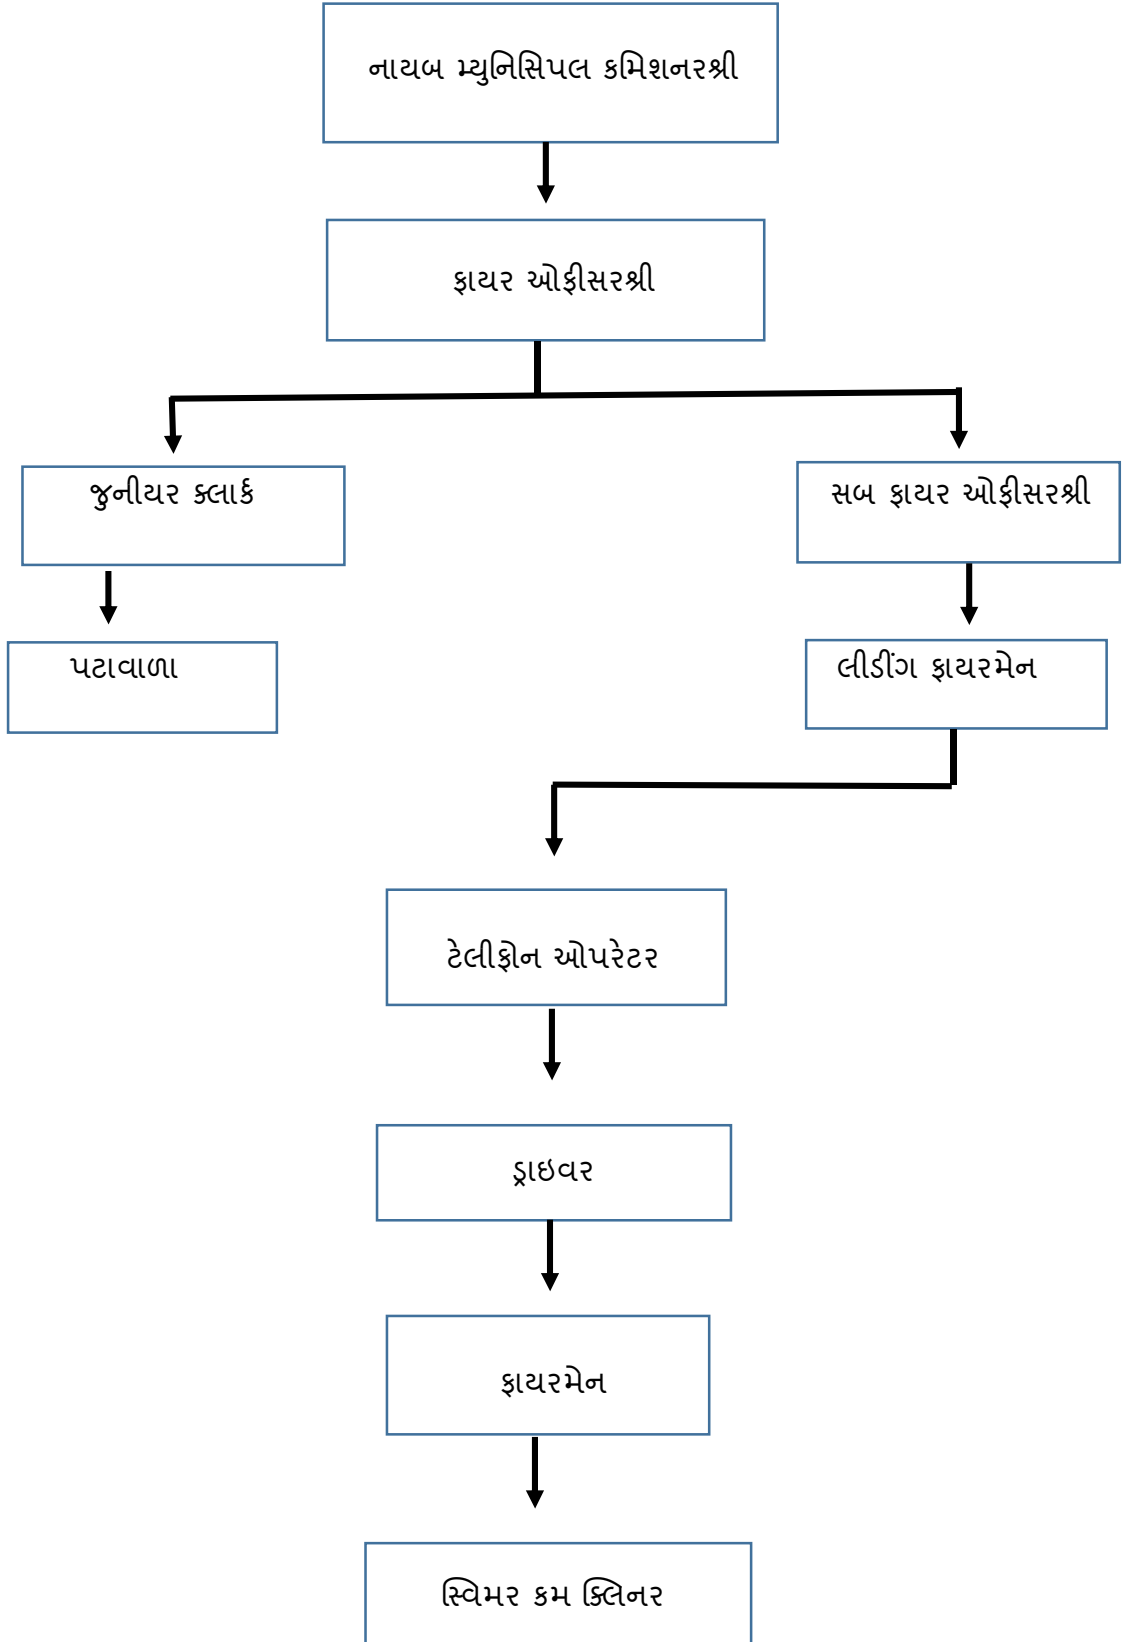 નાયબ મ્યુનિસિપલ કમિશનરશ્રી
ફાયર ઓફીસરશ્રી
જુનીયર ક્લાર્ક
સબ ફાયર ઓફીસરશ્રી
પટાવાળા
લીડીંગ ફાયરમેન
ટેલીફોન ઓપરેટર
ડ્રાઇવર
ફાયરમેન
સ્વિમર કમ ક્લિનર